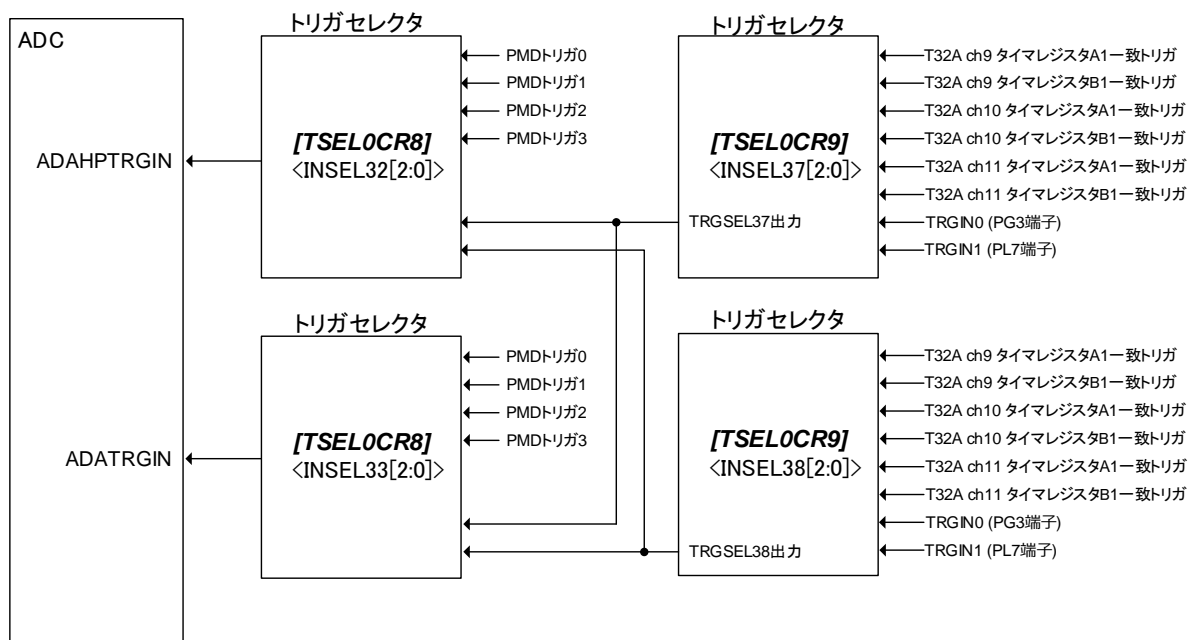 ADC
ADAHPTRGIN
ADATRGIN
トリガセレクタ
[TSEL0CR8]
<INSEL32[2:0]>
PMDトリガ0
PMDトリガ1
PMDトリガ2
PMDトリガ3
トリガセレクタ
[TSEL0CR9]
<INSEL37[2:0]>
TRGSEL37出力
T32A ch9 タイマレジスタA1一致トリガ
T32A ch9 タイマレジスタB1一致トリガ
T32A ch10 タイマレジスタA1一致トリガ
T32A ch10 タイマレジスタB1一致トリガ
T32A ch11 タイマレジスタA1一致トリガ
T32A ch11 タイマレジスタB1一致トリガ
TRGIN0 (PG3端子)
TRGIN1 (PL7端子)
トリガセレクタ
[TSEL0CR8]
<INSEL33[2:0]>
PMDトリガ0
PMDトリガ1
PMDトリガ2
PMDトリガ3
トリガセレクタ
[TSEL0CR9]
<INSEL38[2:0]>
TRGSEL38出力
T32A ch9 タイマレジスタA1一致トリガ
T32A ch9 タイマレジスタB1一致トリガ
T32A ch10 タイマレジスタA1一致トリガ
T32A ch10 タイマレジスタB1一致トリガ
T32A ch11 タイマレジスタA1一致トリガ
T32A ch11 タイマレジスタB1一致トリガ
TRGIN0 (PG3端子)
TRGIN1 (PL7端子)